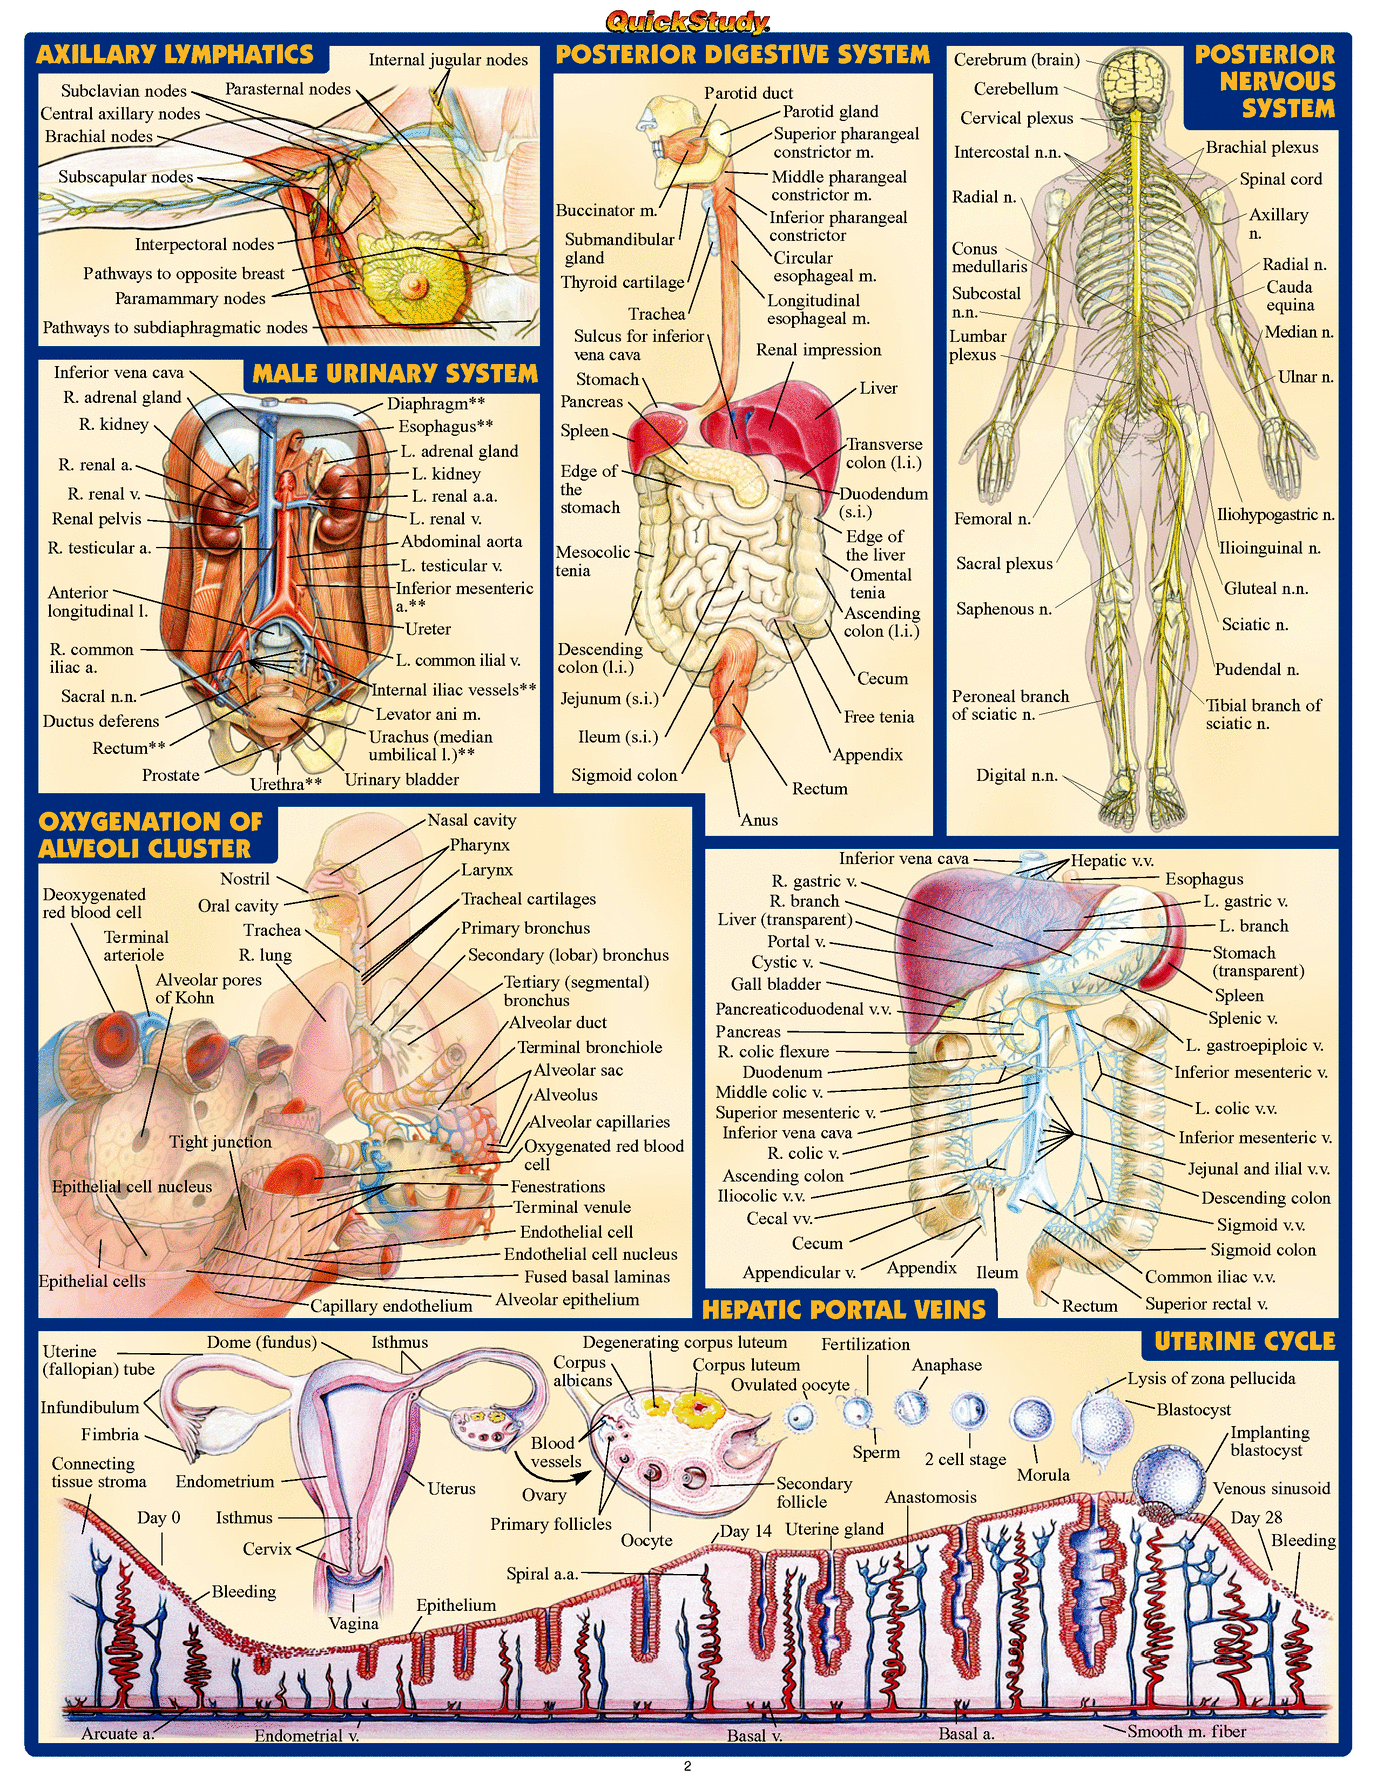 QuickStudy.
AXILLARY LYMPHATICS
Internal jugular nodes
Subclavian nodes
Parasternal nodes
Central axillary nodes
Brachial nodes
Subscapular nodes
Interpectoral nodes
Pathways to opposite breast
Paramammary nodes
Pathways to subdiaphragmatic nodes
MALE URINARY SYSTEM
Inferior vena cava
R. adrenal gland
R. kidney
R. renal a.
R. renal v.
Renal pelvis
R. testicular a.
Anterior
longitudinal l.
R. common
iliac a.
Sacral n.n.
Ductus deferens
Rectum**
Prostate
Urethra**
Diaphragm**
Esophagus**
L. adrenal gland
L. kidney
L. renal a.a.
L. renal v.
Abdominal aorta
L. testicular v.
Inferior mesenteric
a.**
Ureter
L. common ilial v.
Internal iliac vessels**
Levator ani m.
Urachus (median
umbilical l.)**
Urinary bladder
POSTERIOR DIGESTIVE SYSTEM
Parotid duct
Parotid gland
Superior pharangeal
constrictor m.
Middle pharangeal
constrictor m.
Inferior pharangeal
constrictor
Circular
esophageal m.
Longitudinal
esophageal m.
Buccinator m.
Submandibular
gland
Thyroid cartilage
Trachea
Sulcus for inferior
vena cava
Renal impression
Stomach
Pancreas
Spleen
Liver
Edge of
the
stomach
Transverse
colon (l.i.)
Duodendum
(s.i.)
Mesocolic
tenia
Edge of
the liver
Omental
tenia
Ascending
colon (l.i.)
Descending
colon (l.i.)
Cecum
Jejunum (s.i.)
Free tenia
Ileum (s.i.)
Appendix
Sigmoid colon
Rectum
Anus
POSTERIOR
NERVOUS
SYSTEM
Cerebrum (brain)
Cerebellum
Cervical plexus
Intercostal n.n.
Radial n.
Conus
medullaris
Subcostal
n.n.
Lumbar
plexus
Femoral n.
Sacral plexus
Saphenous n.
Peroneal branch
of sciatic n.
Digital n.n.
Brachial plexus
Spinal cord
Axillary
n.
Radial n.
Cauda
equina
Median n.
Ulnar n.
Iliohypogastric n.
Ilioinguinal n.
Gluteal n.n.
Sciatic n.
Pudendal n.
Tibial branch of
sciatic n.
OXYGENATION OF
ALVEOLI CLUSTER
Nasal cavity
Pharynx
Larynx
Nostril
Oral cavity
Trachea
R. lung
Deoxygenated
red blood cell
Terminal
arteriole
Alveolar pores
of Kohn
Tracheal cartilages
Primary bronchus
Secondary (lobar) bronchus
Tertiary (segmental)
bronchus
Alveolar duct
Terminal bronchiole
Alveolar sac
Alveolus
Alveolar capillaries
Oxygenated red blood
cell
Fenestrations
Terminal venule
Endothelial cell
Endothelial cell nucleus
Fused basal laminas
Alveolar epithelium
Tight junction
Epithelial cell nucleus
Epithelial cells
Capillary endothelium
Inferior vena cava
R. gastric v.
R. branch
Liver (transparent)
Portal v.
Cystic v.
Gall bladder
Pancreaticoduodenal v.v.
Pancreas
R. colic flexure
Duodenum
Middle colic v.
Superior mesenteric v.
Inferior vena cava
R. colic v.
Ascending colon
Iliocolic v.v.
Cecal vv.
Cecum
Appendicular v.
Appendix
Ileum
Hepatic v.v.
Esophagus
L. gastric v.
L. branch
Stomach
(transparent)
Spleen
Splenic v.
L. gastroepiploic v.
Inferior mesenteric v.
L. colic v.v.
Inferior mesenteric v.
Jejunal and ilial v.v.
Descending colon
Sigmoid v.v.
Sigmoid colon
Common iliac v.v.
Superior rectal v.
Rectum
HEPATIC PORTAL VEINS
UTERINE CYCLE
Uterine
(fallopian) tube
Dome (fundus)
Isthmus
Infundibulum
Fimbria
Connecting
tissue stroma
Endometrium
Uterus
Day 0
Isthmus
Cervix
Bleeding
Vagina
Degenerating corpus luteum
Corpus
albicans
Corpus luteum
Ovulated oocyte
Fertilization
Anaphase
Lysis of zona pellucida
Blastocyst
Implanting
blastocyst
Blood
vessels
Ovary
Primary follicles
Oocyte
Secondary
follicle
Sperm
2 cell stage
Morula
Venous sinusoid
Anastomosis
Day 14
Uterine gland
Day 28
Bleeding
Spiral a.a.
Epithelium
Arcuate a.
Endometrial v.
Basal v.
Basal a.
Smooth m. fiber
2